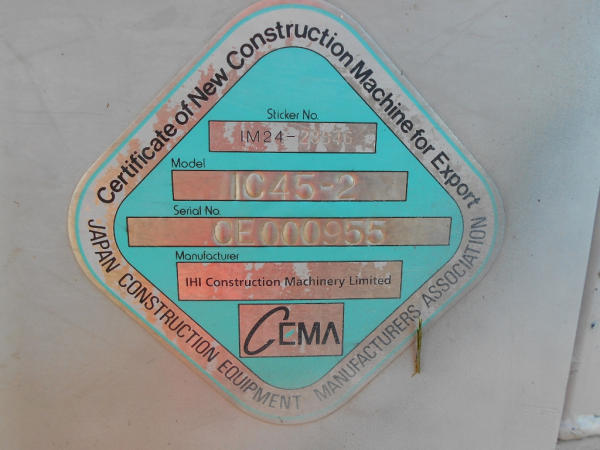 Certificate of New Construction Machine for Export
Sticker No.
IM24-
Model
IC45-2
Serial No.
CE000955
Manufacturer
IHI Construction Machinery Limited
CEMA
JAPAN CONSTRUCTION EQUIPMENT MANUFACTURERS ASSOCIATION